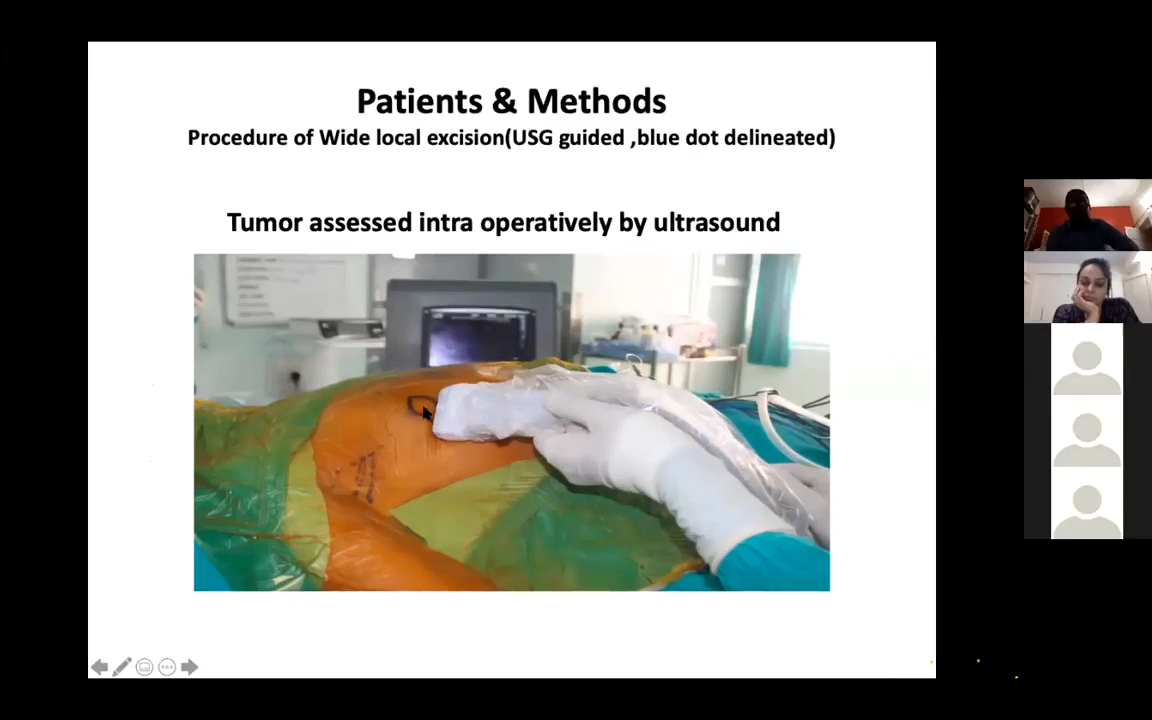 Patients & Methods
Procedure of Wide local excision(USG guided ,blue dot delineated)
Tumor assessed intra operatively by ultrasound